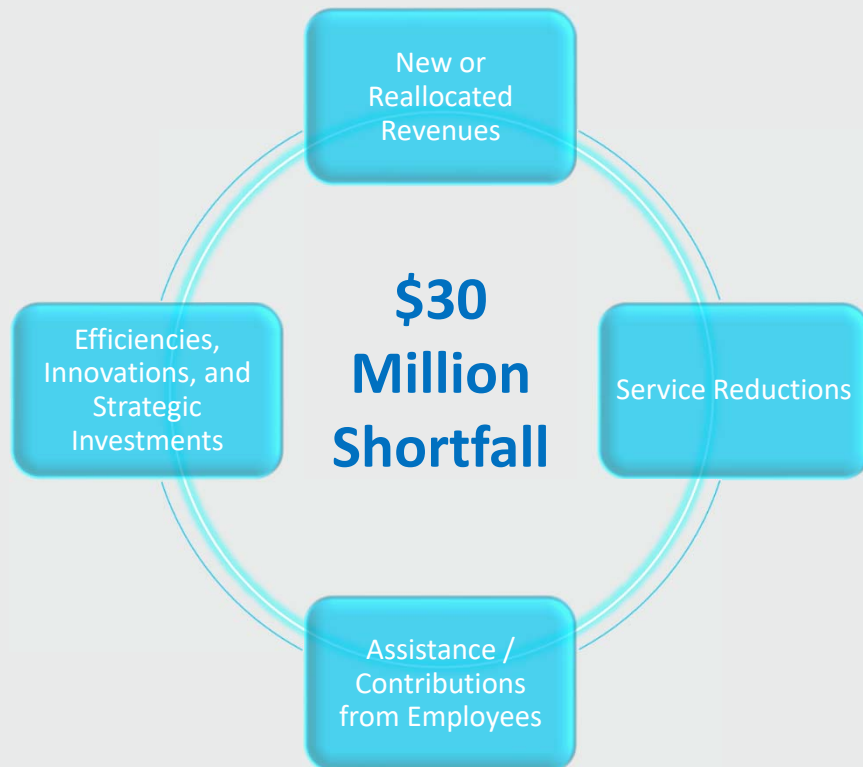 New or
Reallocated
Revenues
$30
Million
Shortfall
Efficiencies,
Innovations, and
Strategic
Investments
Service Reductions
Assistance /
Contributions
from Employees